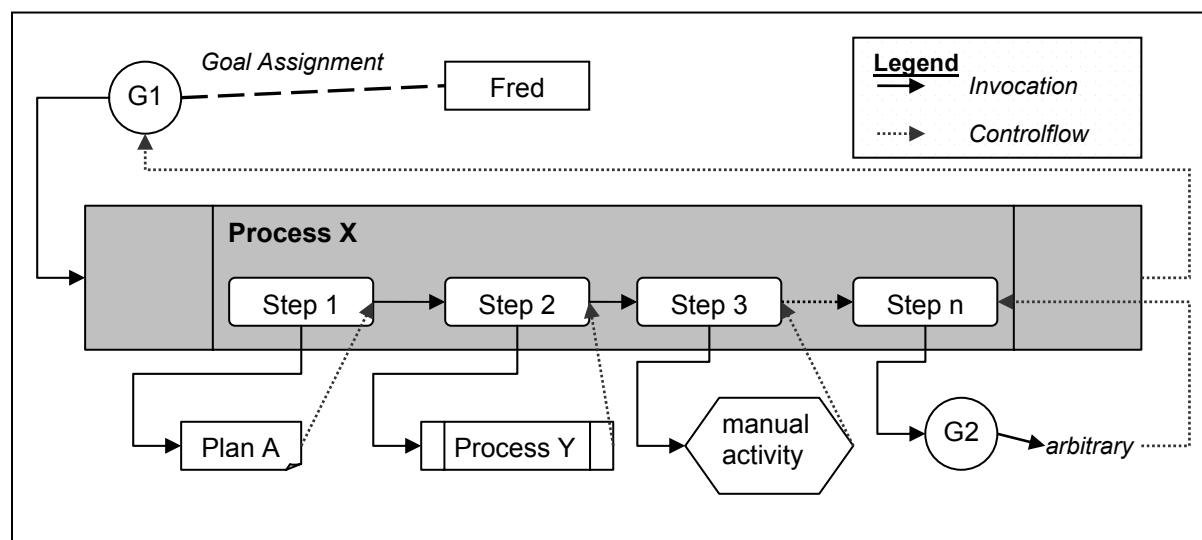 Goal Assignment
G1
Fred
Legend
Invocation
Controlflow
Process X
Step 1
Step 2
Step 3
Step n
Plan A
Process Y
manual
activity
G2
arbitrary